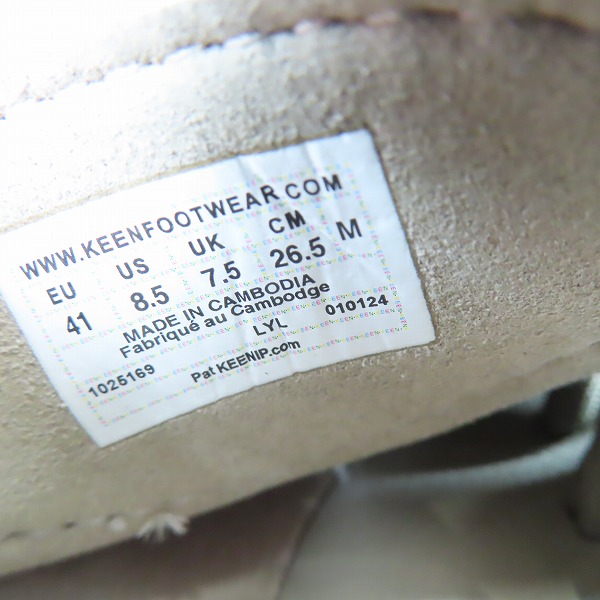 WWW.KEENFOOTWEAR.COM
EU US UK CM
41 8.5 7.5 26.5 M
MADE IN CAMBODIA
Fabriqué au Cambodge
1025169 LYL 010124
Pat KEENIP.com